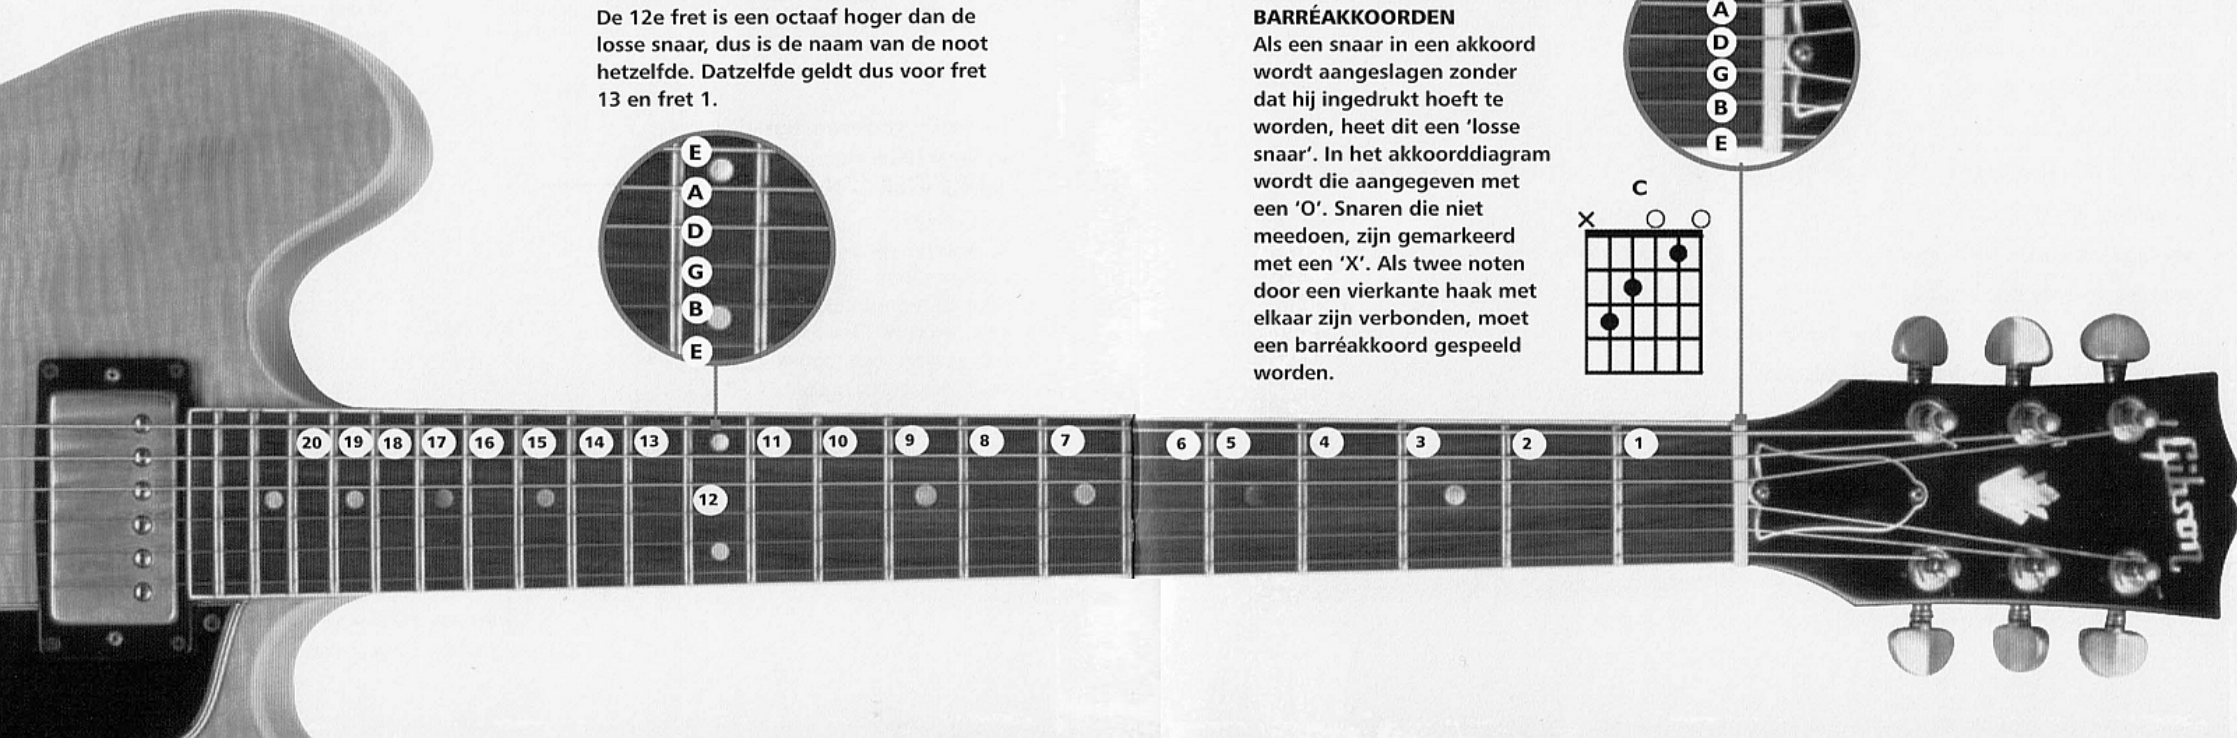 De 12e fret is een octaaf hoger dan de
losse snaar, dus is de naam van de noot
hetzelfde. Datzelfde geldt dus voor fret
13 en fret 1.
E
A
D
G
B
E
BARRÉAKKOORDEN
Als een snaar in een akkoord
wordt aangeslagen zonder
dat hij ingedrukt hoeft te
worden, heet dit een ‘losse
snaar’. In het akkoorddiagram
wordt die aangegeven met
een ‘O’. Snaren die niet
meedoen, zijn gemarkeerd
met een ‘X’. Als twee noten
door een vierkante haak met
elkaar zijn verbonden, moet
een barréakkoord gespeeld
worden.
C
× ○ ○
A
D
G
B
E
20 19 18 17 16 15 14 13 11 10 9 8 7 6 5 4 3 2 1
12
Gibson